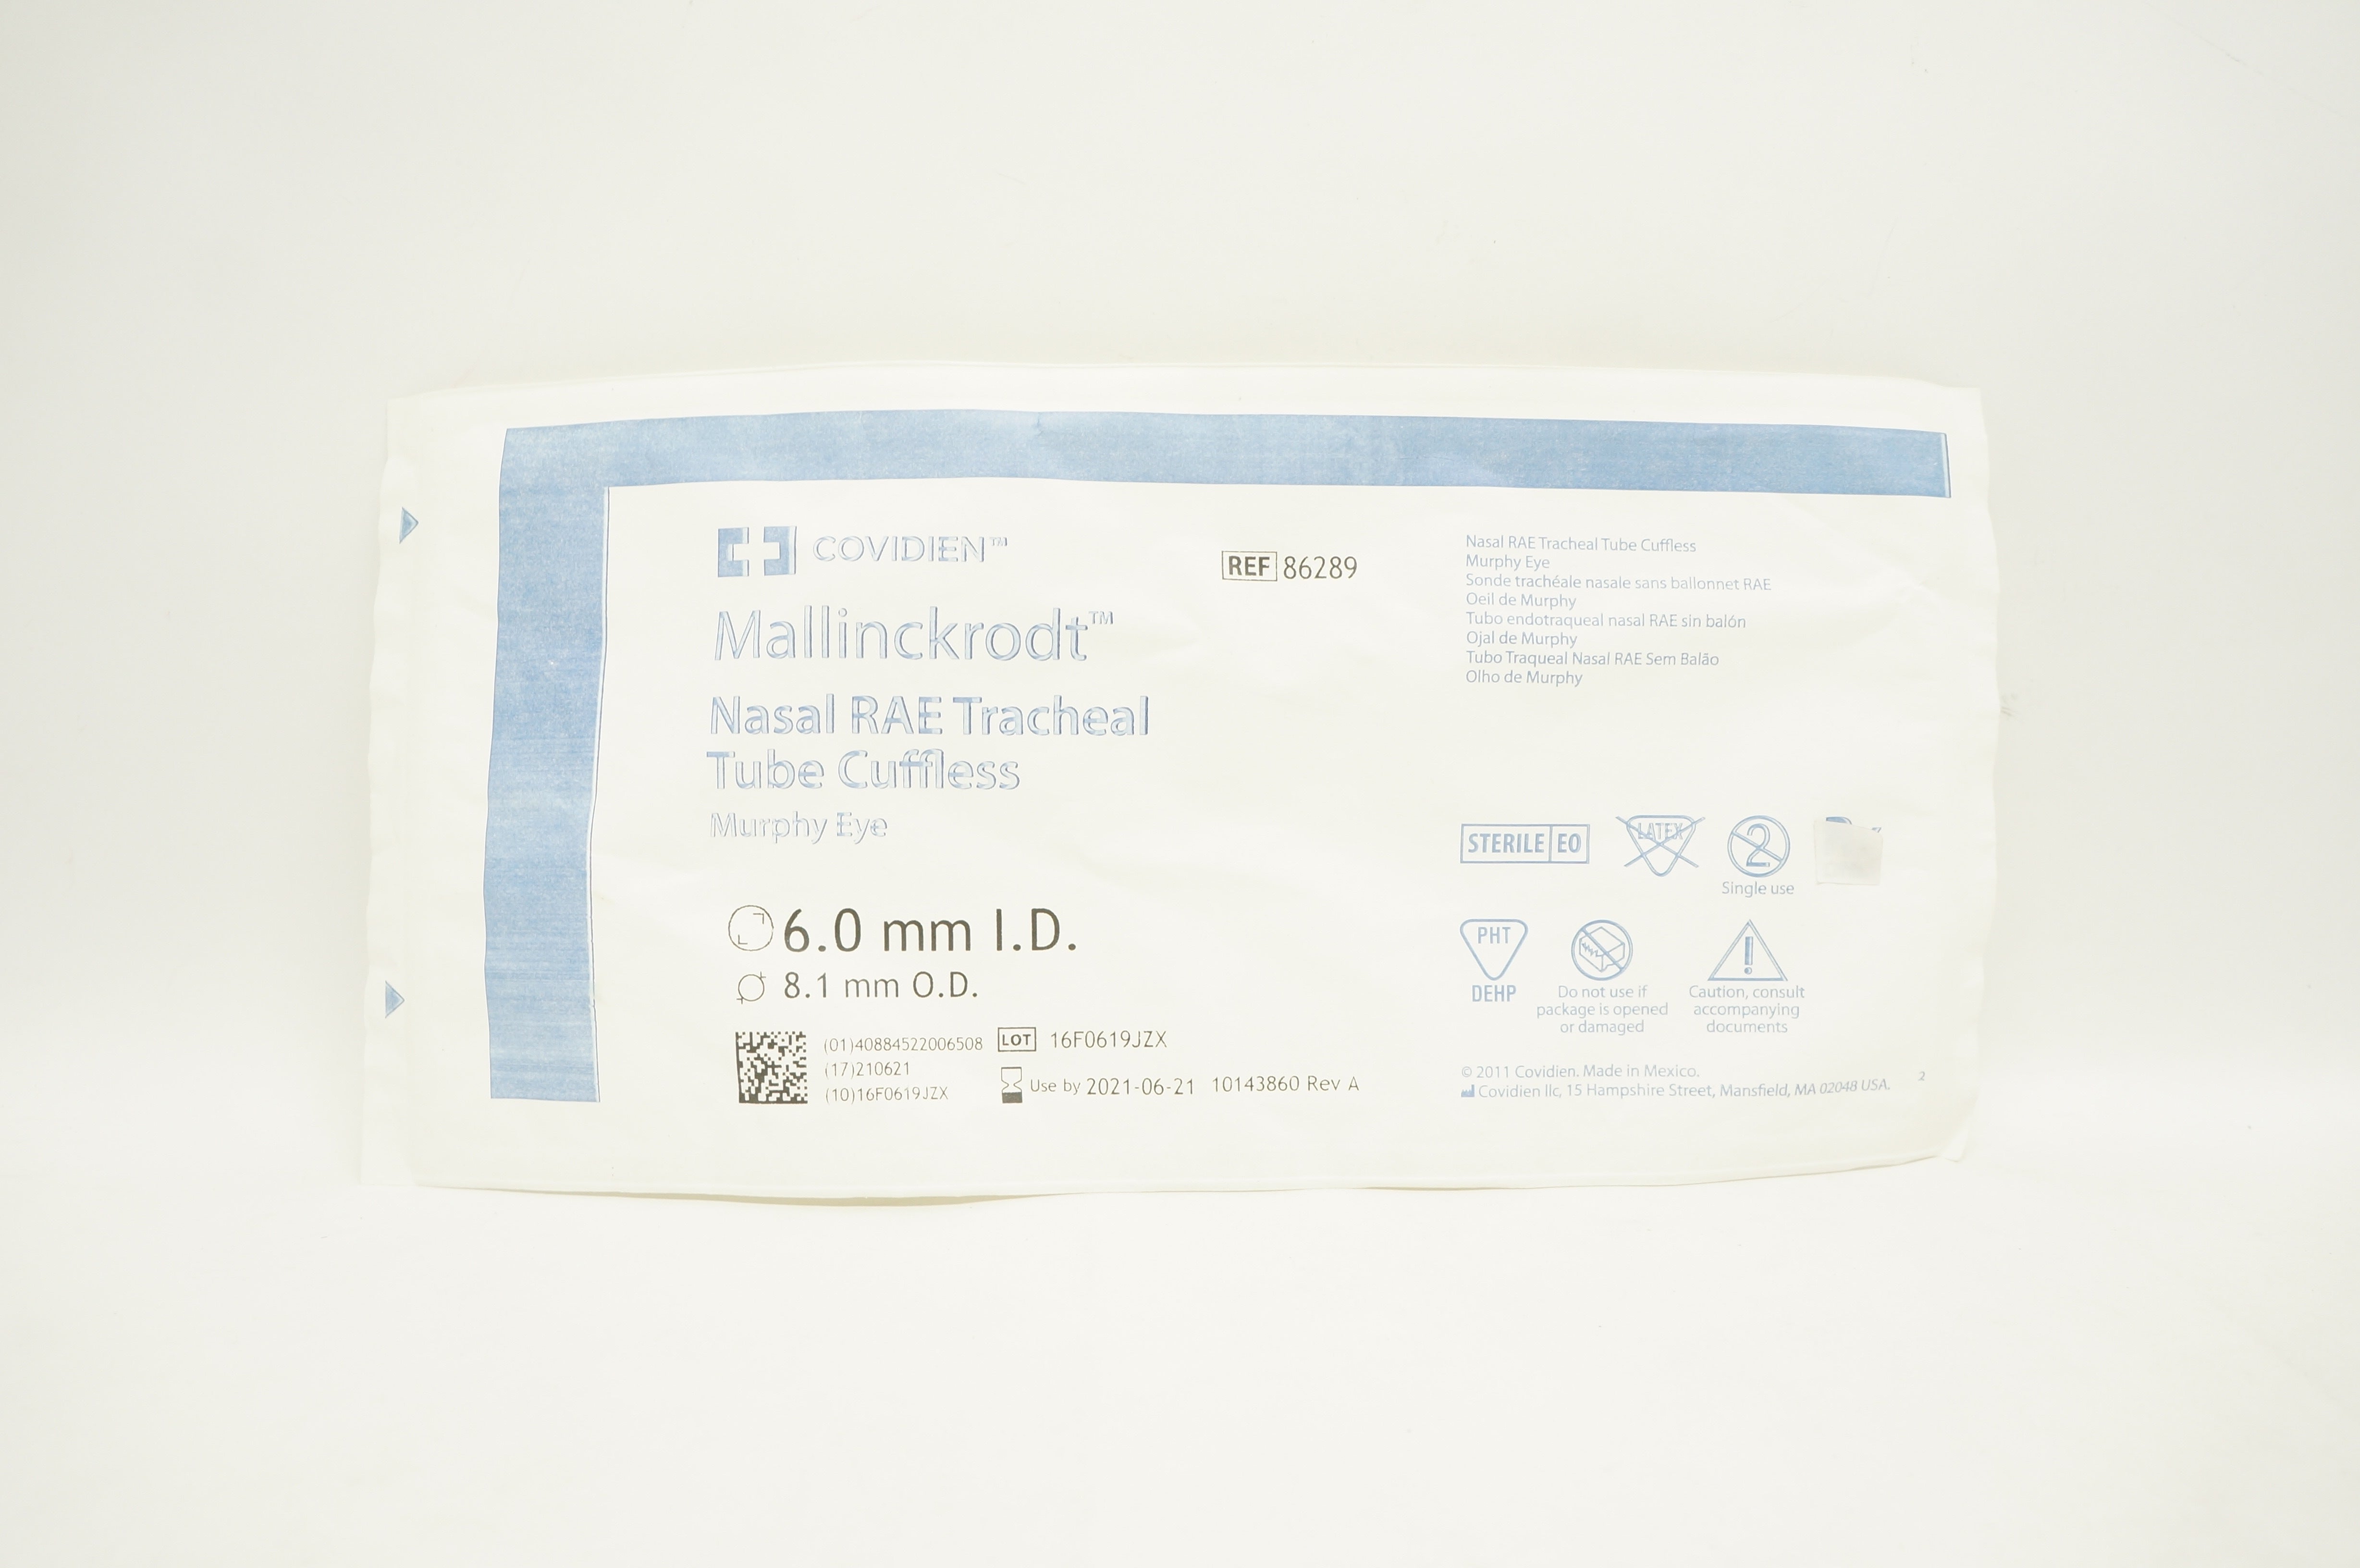 COVIDIEN™
REF 86289
Mallinckrodt™
Nasal RAE Tracheal
Tube Cuffless
Murphy Eye
6.0 mm I.D.
8.1 mm O.D.
(01)40884522006508
(17)210621
(10)16F0619JZX
LOT 16F0619JZX
Use by 2021-06-21 10143860 Rev A
Nasal RAE Tracheal Tube Cuffless
Murphy Eye
Sonde trachéale nasale sans ballonnet RAE
Oeil de Murphy
Tubo endotraqueal nasal RAE sin balón
Ojal de Murphy
Tubo Traqueal Nasal RAE Sem Balão
Olho de Murphy
STERILE EO
LATEX
2
Single use
PHT
DEHP
Do not use if
package is opened
or damaged
!
Caution, consult
accompanying
documents
© 2011 Covidien. Made in Mexico.
Covidien llc, 15 Hampshire Street, Mansfield, MA 02048 USA.
2